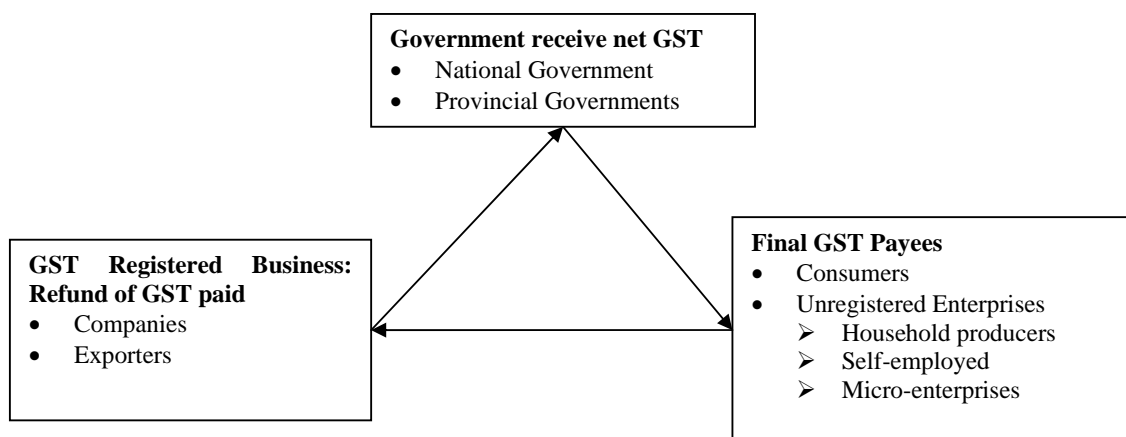 Government receive net GST
• National Government
• Provincial Governments
GST Registered Business:
Refund of GST paid
• Companies
• Exporters
Final GST Payees
• Consumers
• Unregistered Enterprises
➢ Household producers
➢ Self-employed
➢ Micro-enterprises